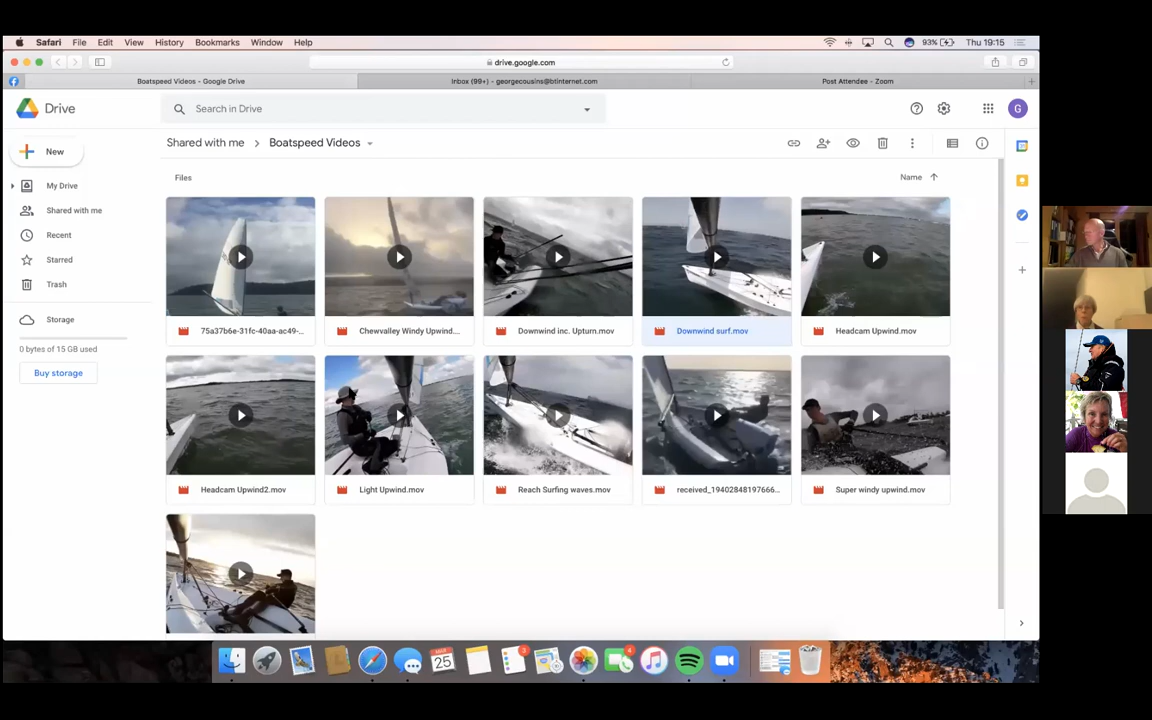 Safari File Edit View History Bookmarks Window Help 93% Thu 19:15
drive.google.com
Boatspeed Videos - Google Drive Inbox (99+) - georgecousins@btinternet.com Post Attendee - Zoom
Drive Search in Drive G
New Shared with me Boatspeed Videos
Files Name
My Drive
Shared with me
Recent
Starred
Trash
Storage
0 bytes of 15 GB used
Buy storage
75a37b6e-31fc-40aa-ac49-... Chewvalley Windy Upwind.... Downwind inc. Upturn.mov Downwind surf.mov Headcam Upwind.mov
Headcam Upwind2.mov Light Upwind.mov Reach Surfing waves.mov received_19402848197666... Super windy upwind.mov
25 3 4